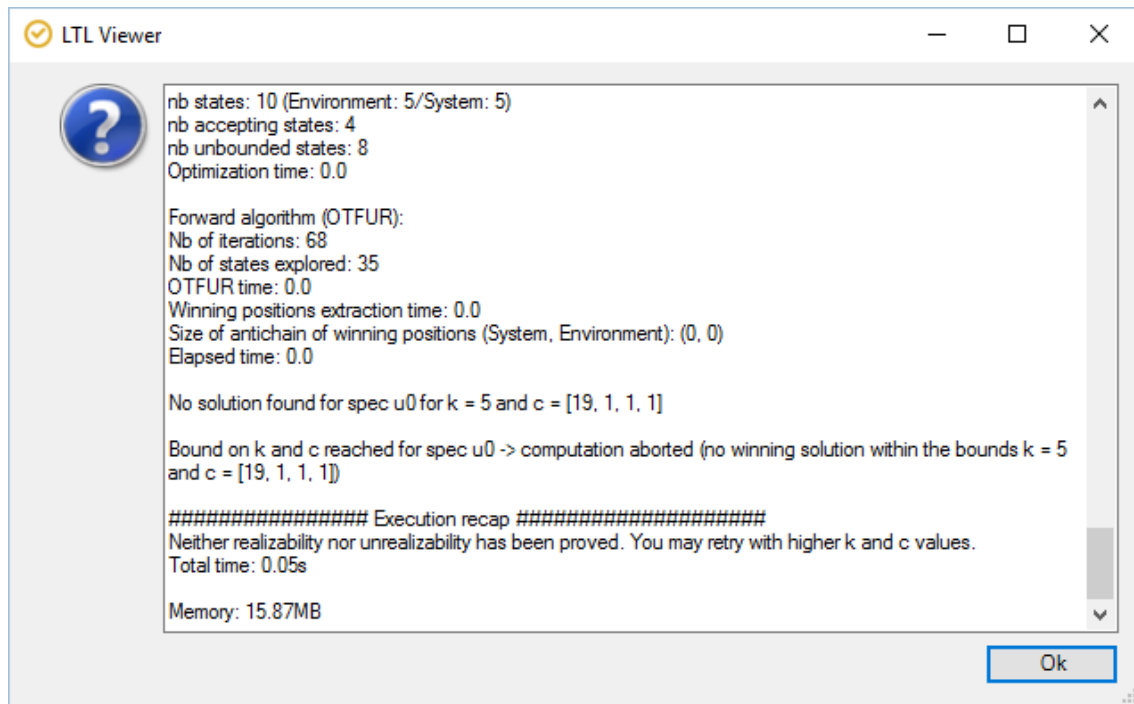 LTL Viewer
nb states: 10 (Environment: 5/System: 5)
nb accepting states: 4
nb unbounded states: 8
Optimization time: 0.0
Forward algorithm (OTFUR):
Nb of iterations: 68
Nb of states explored: 35
OTFUR time: 0.0
Winning positions extraction time: 0.0
Size of antichain of winning positions (System, Environment): (0, 0)
Elapsed time: 0.0
No solution found for spec u0 for k = 5 and c = [19, 1, 1, 1]
Bound on k and c reached for spec u0 -> computation aborted (no winning solution within the bounds k = 5
and c = [19, 1, 1, 1])
################ Execution recap ####################
Neither realizability nor unrealizability has been proved. You may retry with higher k and c values.
Total time: 0.05s
Memory: 15.87MB
Ok